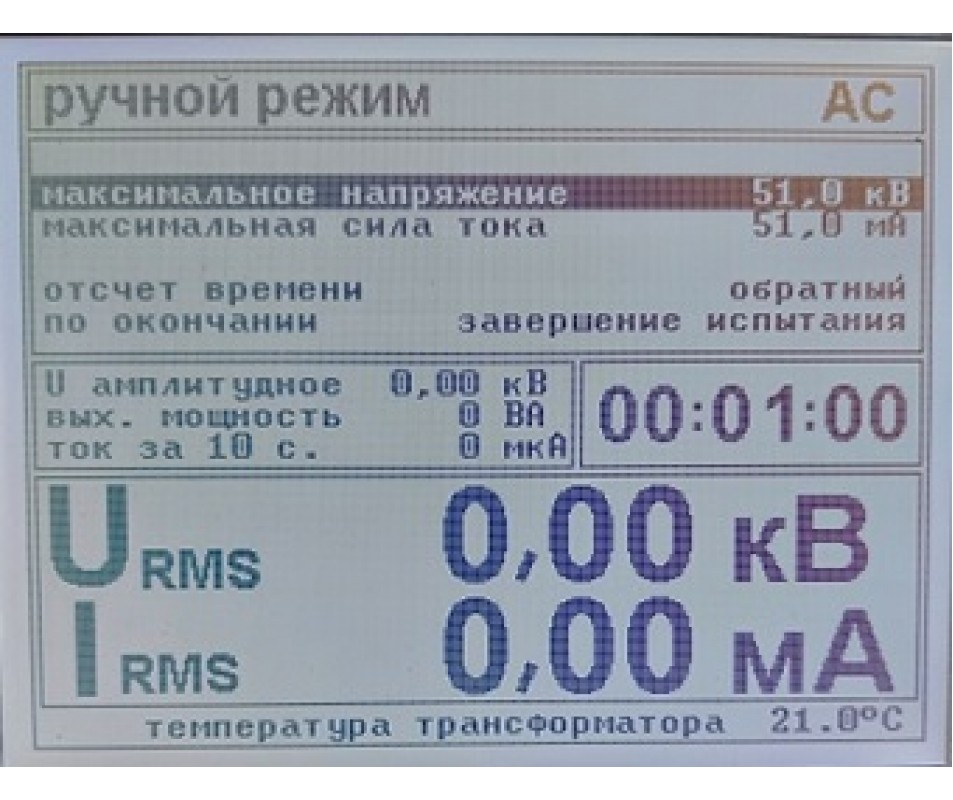 ручной режим AC
максимальное напряжение 51,0 кВ
максимальная сила тока 51,0 мА
отсчет времени обратный
по окончании завершение испытания
U амплитудное 0,00 кВ
вых. мощность 0 ВА
ток за 10 с. 0 мкА
00:01:00
URMS 0,00 кВ
IRMS 0,00 мА
температура трансформатора 21.0°C